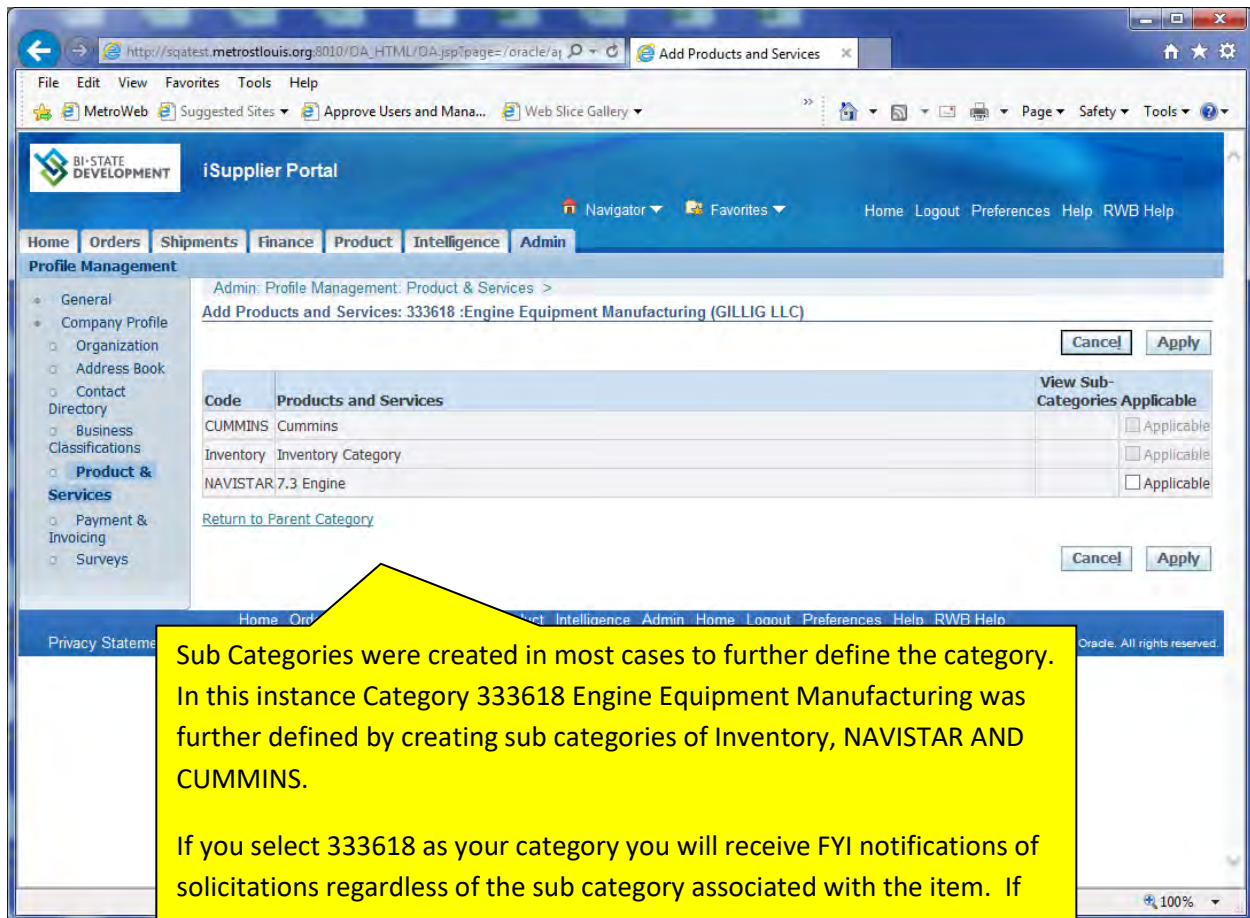 http://sqatest.metrostlouis.org:8010/OA_HTML/OA.jsp?page=/oracle/ap
Add Products and Services
File Edit View Favorites Tools Help
MetroWeb Suggested Sites Approve Users and Mana... Web Slice Gallery
Page Safety Tools
BI-STATE
DEVELOPMENT
iSupplier Portal
Navigator Favorites Home Logout Preferences Help RWB Help
Home Orders Shipments Finance Product Intelligence Admin
Profile Management
General
Company Profile
Organization
Address Book
Contact
Directory
Business
Classifications
Product &
Services
Payment &
Invoicing
Surveys
Admin: Profile Management: Product & Services >
Add Products and Services: 333618 :Engine Equipment Manufacturing (GILLIG LLC)
Cancel Apply
Code Products and Services View Sub-
Categories Applicable
CUMMINS Cummins Applicable
Inventory Inventory Category Applicable
NAVISTAR 7.3 Engine Applicable
Return to Parent Category
Cancel Apply
Home Intelligence Admin Home Logout Preferences Help RWB Help
Privacy Oracle. All rights reserved.
Sub Categories were created in most cases to further define the category.
In this instance Category 333618 Engine Equipment Manufacturing was
further defined by creating sub categories of Inventory, NAVISTAR AND
CUMMINS.
If you select 333618 as your category you will receive FYI notifications of
solicitations regardless of the sub category associated with the item. If
100%